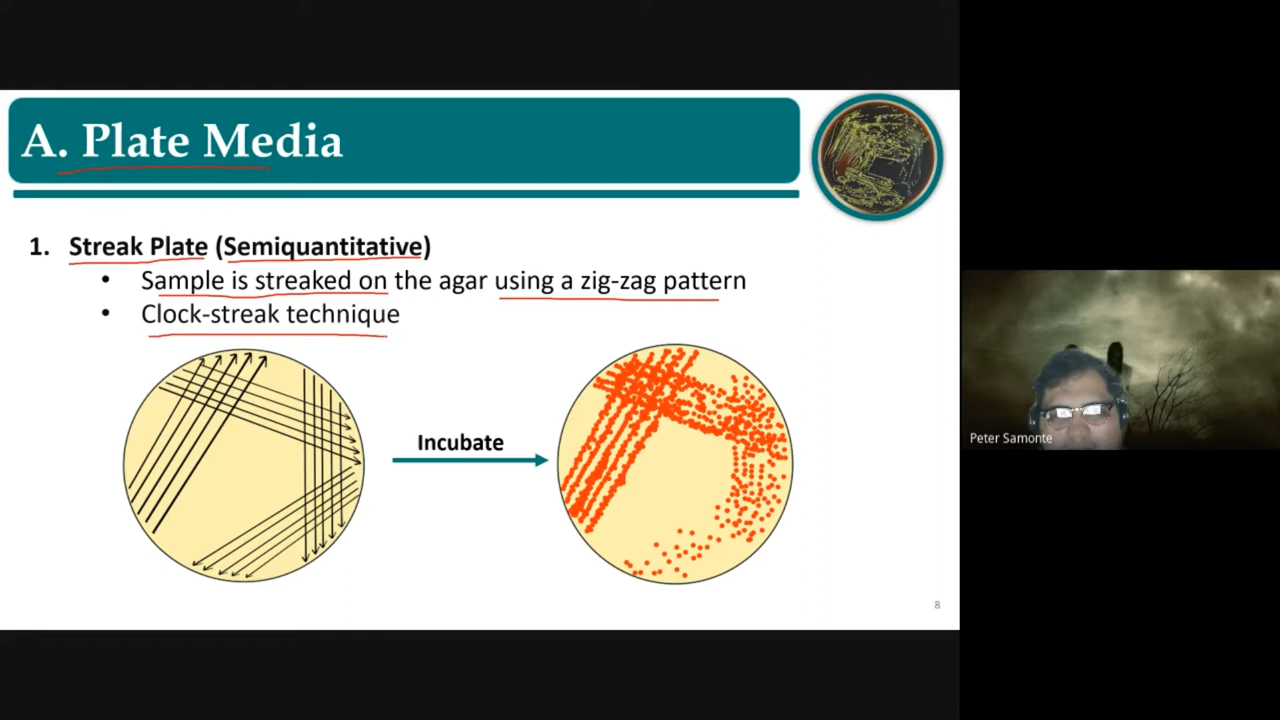 A. Plate Media
1. Streak Plate (Semiquantitative)
• Sample is streaked on the agar using a zig-zag pattern
• Clock-streak technique
Incubate
8
Peter Samonte